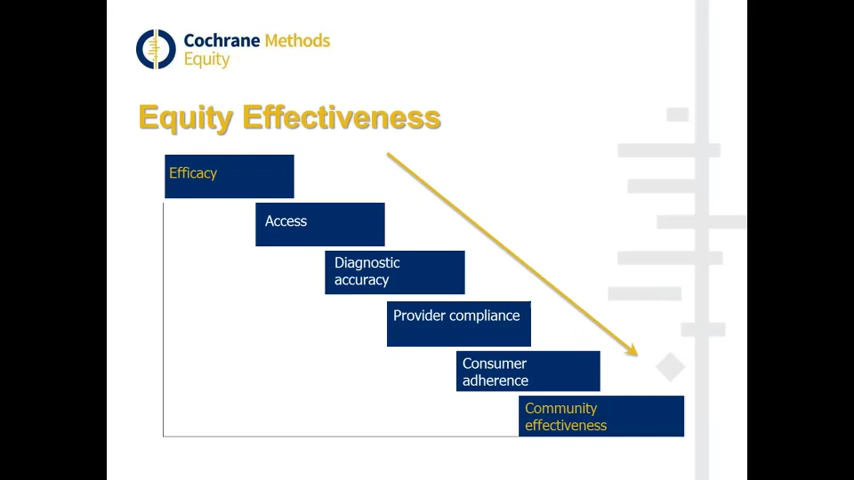 Cochrane Methods
Equity
Equity Effectiveness
Efficacy
Access
Diagnostic
accuracy
Provider compliance
Consumer
adherence
Community
effectiveness